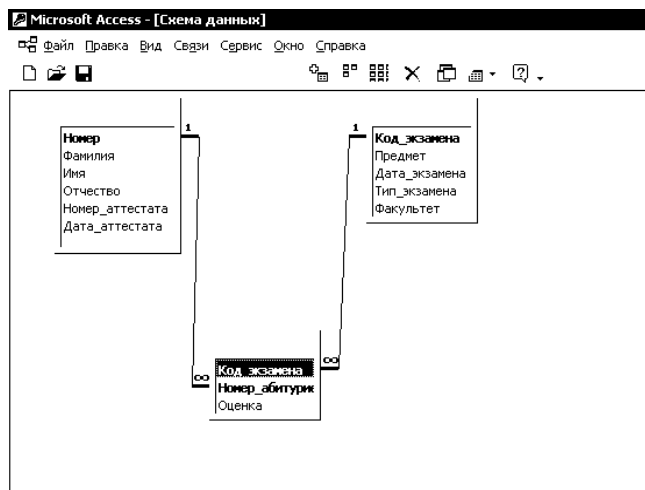 Microsoft Access - [Схема данных]
Файл Правка Вид Связи Сервис Окно Справка
1
Номер
Фамилия
Имя
Отчество
Номер_аттестата
Дата_аттестата
1
Код_экзамена
Предмет
Дата_экзамена
Тип_экзамена
Факультет
∞
∞
Код_экзамена
Номер_абитурие
Оценка